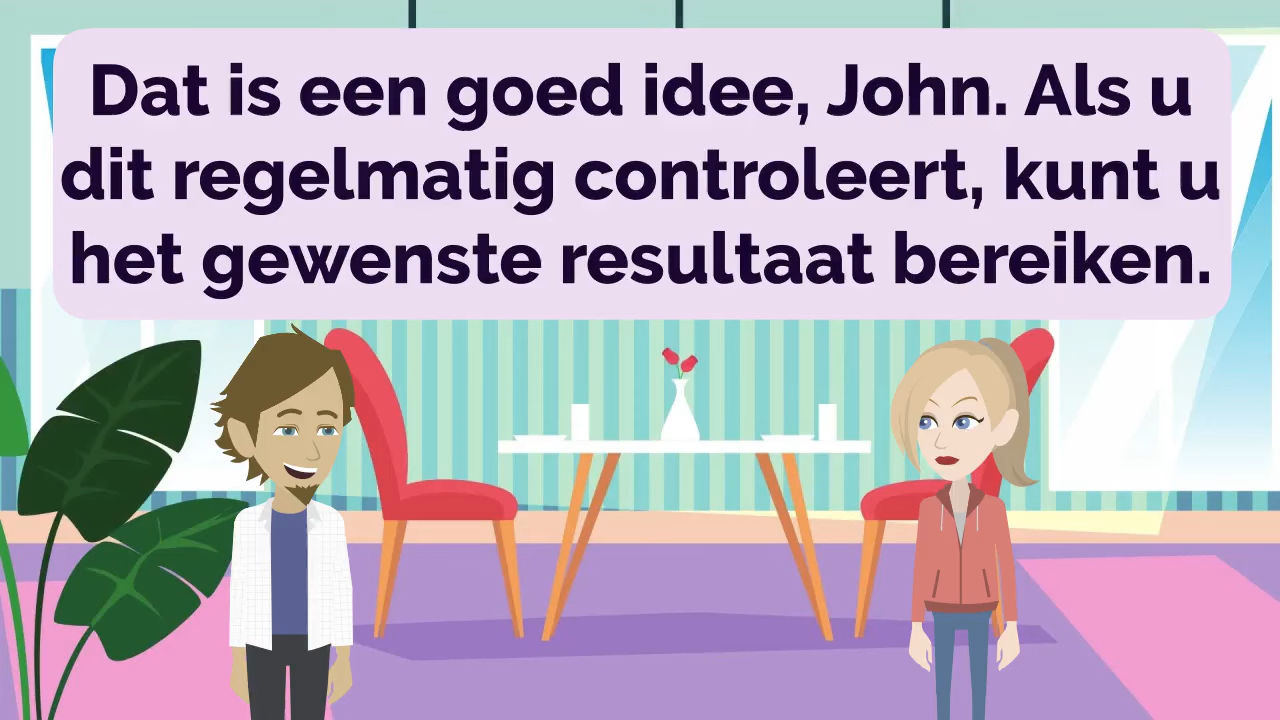 Dat is een goed idee, John. Als u
dit regelmatig controleert, kunt u
het gewenste resultaat bereiken.